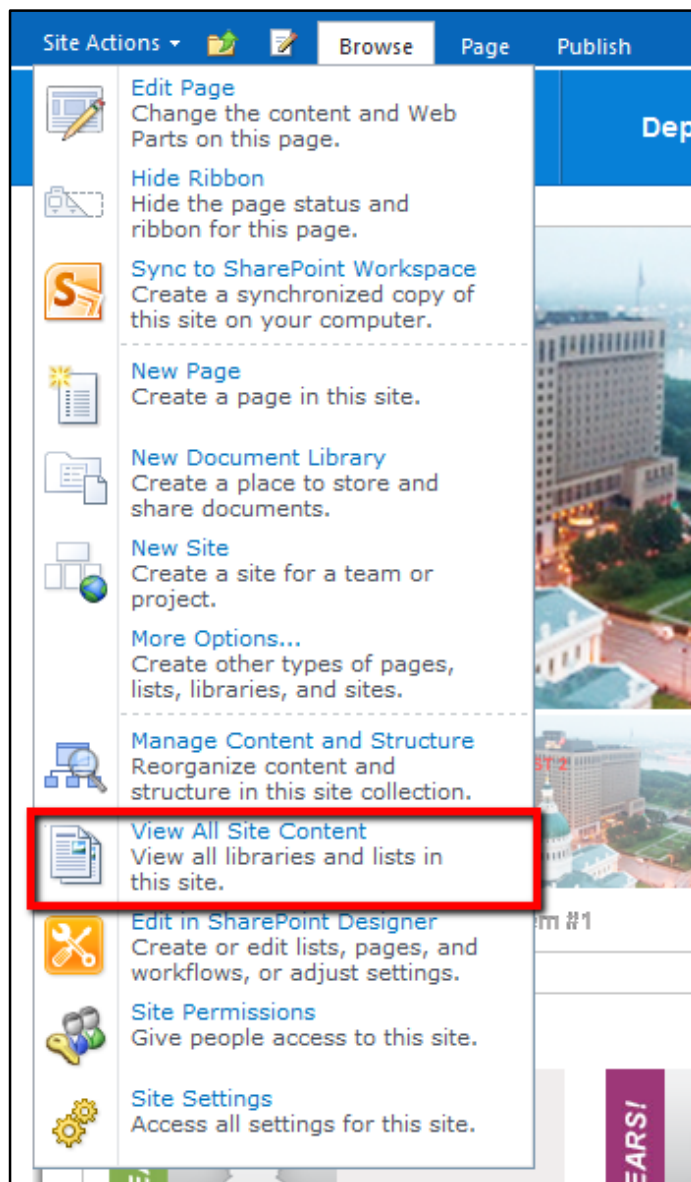 Site Actions Browse Page Publish
Edit Page
Change the content and Web
Parts on this page.
Hide Ribbon
Hide the page status and
ribbon for this page.
Sync to SharePoint Workspace
Create a synchronized copy of
this site on your computer.
New Page
Create a page in this site.
New Document Library
Create a place to store and
share documents.
New Site
Create a site for a team or
project.
More Options...
Create other types of pages,
lists, libraries, and sites.
Manage Content and Structure
Reorganize content and
structure in this site collection.
View All Site Content
View all libraries and lists in
this site.
Edit in SharePoint Designer
Create or edit lists, pages, and
workflows, or adjust settings.
Site Permissions
Give people access to this site.
Site Settings
Access all settings for this site.
Dep
ST 2
em #1
EARS!